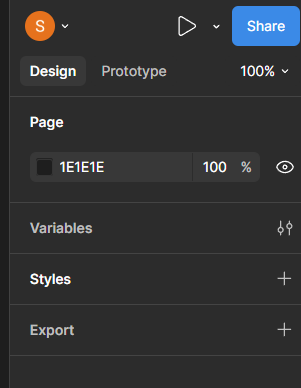 S
Share
Design Prototype 100%
Page
1E1E1E 100 %
Variables
Styles
Export